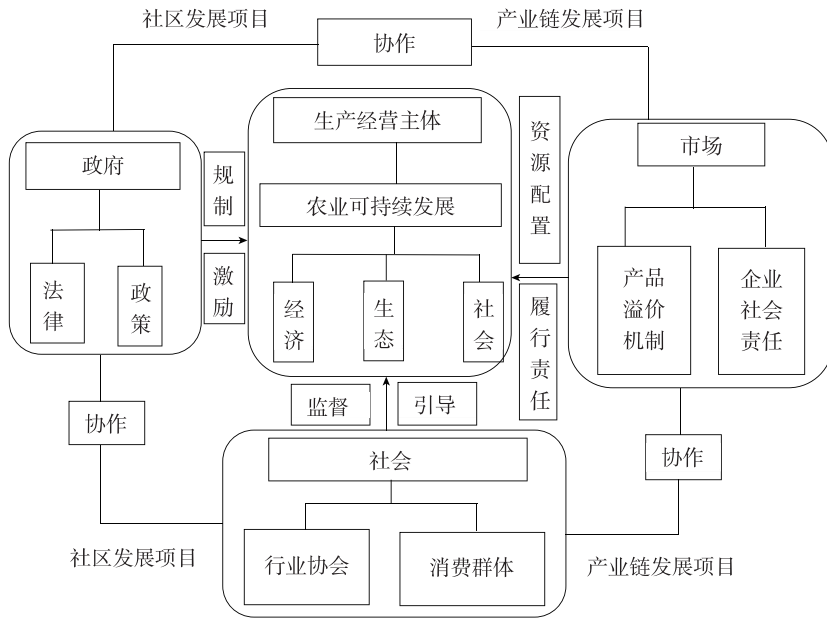 社区发展项目
协作
产业链发展项目
政府
法律
政策
规制
激励
生产经营主体
农业可持续发展
经济
生态
社会
资源配置
履行责任
市场
产品
溢价
机制
企业
社会
责任
监督
引导
协作
协作
社会
行业协会
消费群体
社区发展项目
产业链发展项目